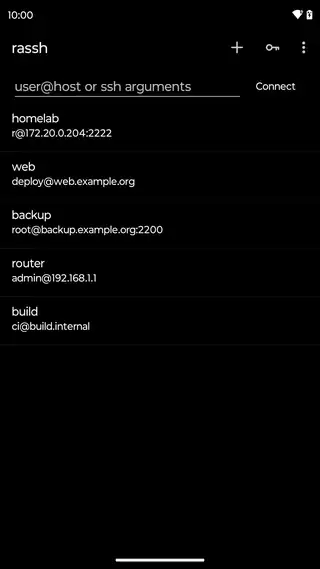 10:00
rassh
user@host or ssh arguments
Connect
homelab
r@172.20.0.204:2222
web
deploy@web.example.org
backup
root@backup.example.org:2200
router
admin@192.168.1.1
build
ci@build.internal